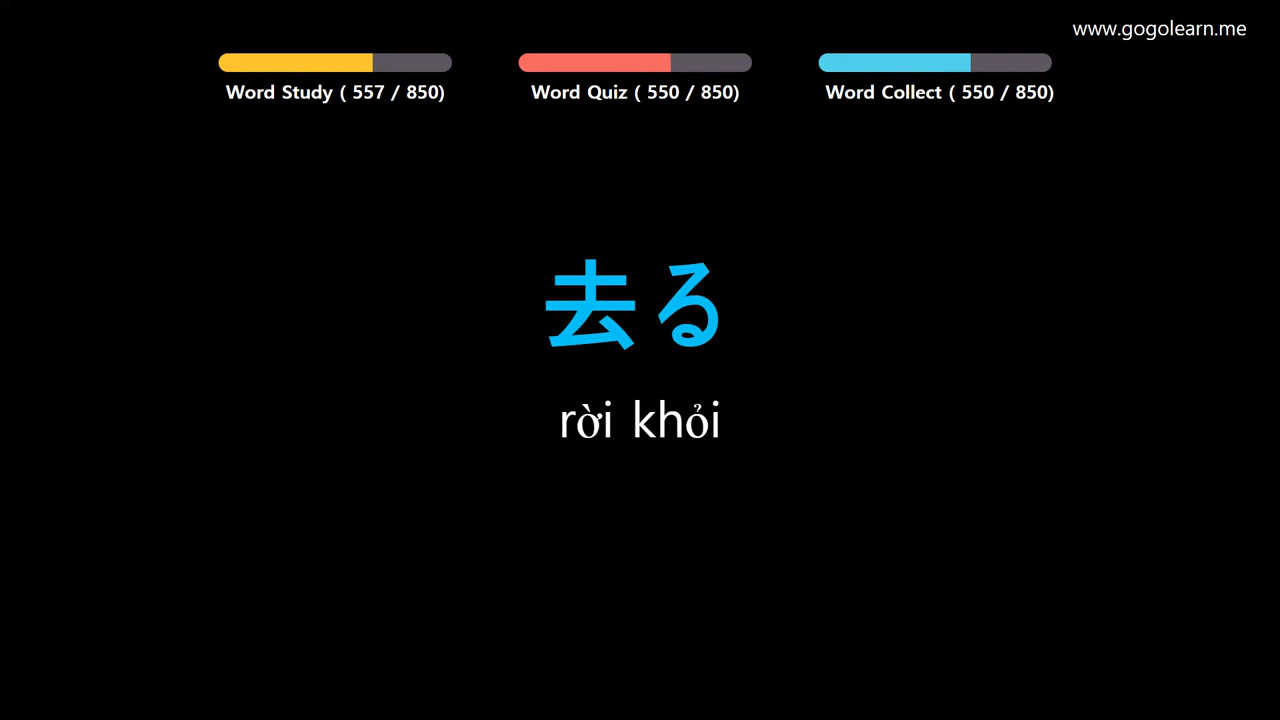 www.gogolearn.me
Word Study ( 557 / 850)
Word Quiz ( 550 / 850)
Word Collect ( 550 / 850)
去る
rời khỏi